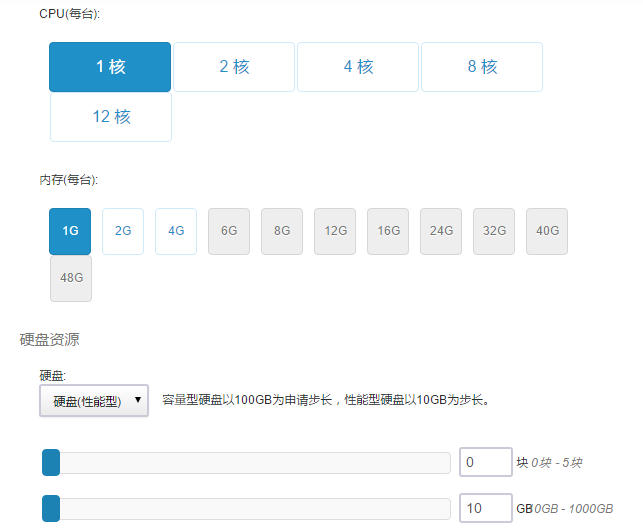 CPU(每台):
1 核 2 核 4 核 8 核
12 核
内存(每台):
1G 2G 4G 6G 8G 12G 16G 24G 32G 40G
48G
硬盘资源
硬盘:
硬盘(性能型) 容量型硬盘以100GB为申请步长，性能型硬盘以10GB为步长。
0 块 0块 - 5块
10 GB 10GB - 1000GB